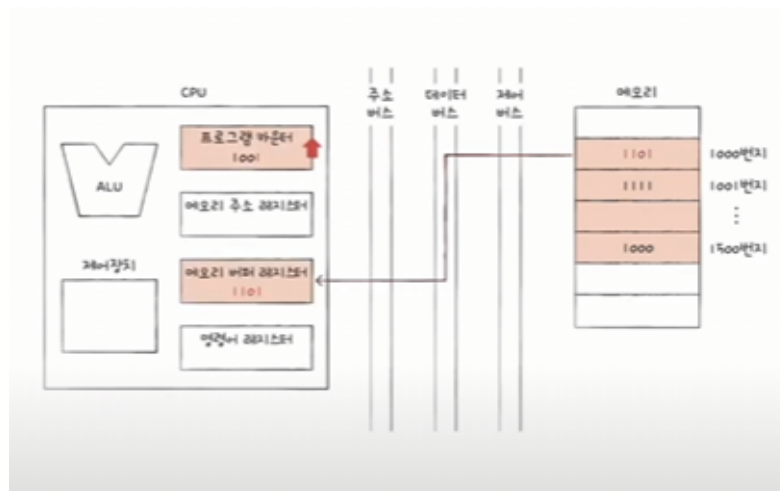 CPU
프로그램 카운터
1001
ALU
메모리 주소 레지스터
제어장치
메모리 버퍼 레지스터
1101
명령어 레지스터
주소
버스
데이터
버스
제어
버스
메모리
1101
1000번지
1111
1001번지
1000
1500번지